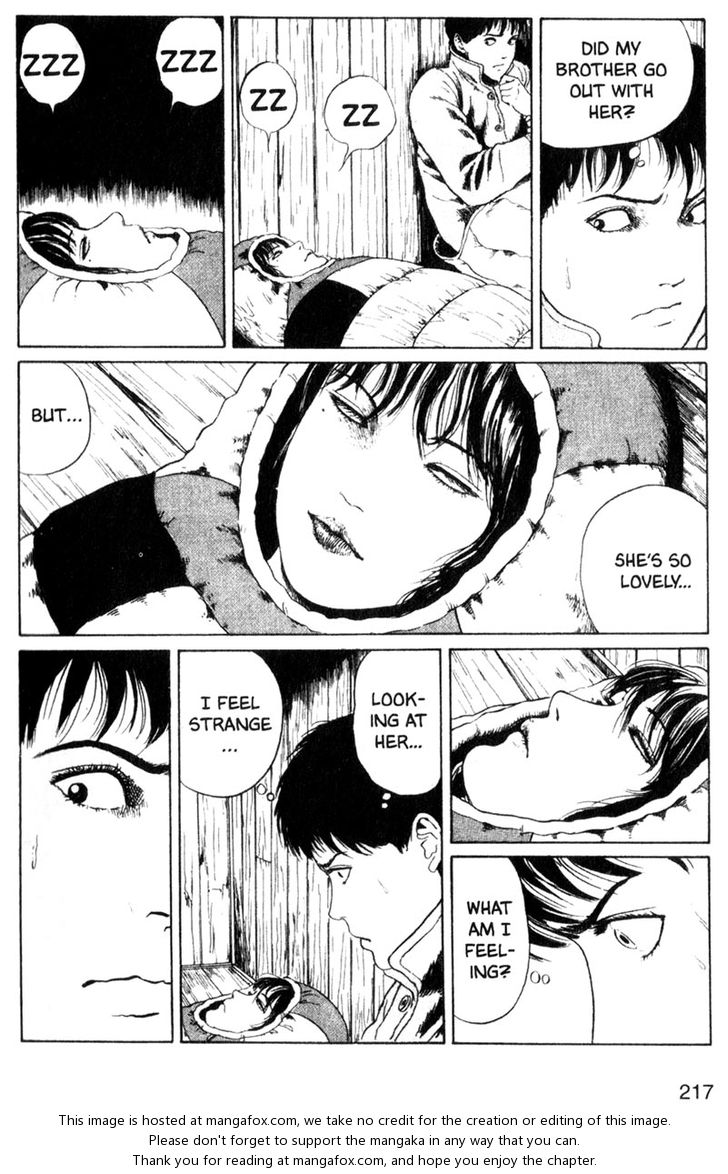 ZZZ
ZZZ
ZZ
ZZ
DID MY
BROTHER GO
OUT WITH
HER?
BUT...
SHE'S SO
LOVELY...
LOOK-
ING AT
HER...
I FEEL
STRANGE
...
WHAT
AM I
FEEL-
ING?
217
This image is hosted at mangafox.com, we take no credit for the creation or editing of this image.
Please don't forget to support the mangaka in any way that you can.
Thank you for reading at mangafox.com, and hope you enjoy the chapter.